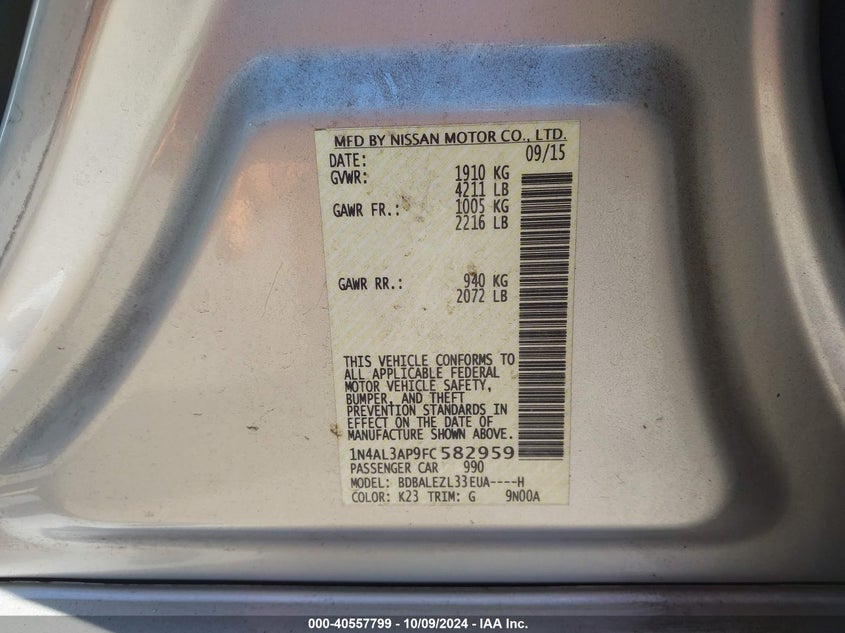 MFD BY NISSAN MOTOR CO., LTD.
DATE: 09/15
GVWR: 1910 KG
4211 LB
GAWR FR.: 1005 KG
2216 LB
GAWR RR.: 940 KG
2072 LB
THIS VEHICLE CONFORMS TO
ALL APPLICABLE FEDERAL
MOTOR VEHICLE SAFETY,
BUMPER, AND THEFT
PREVENTION STANDARDS IN
EFFECT ON THE DATE OF
MANUFACTURE SHOWN ABOVE.
1N4AL3AP9FC582959
PASSENGER CAR 990
MODEL: BDBALEZL33EUA----H
COLOR: K23 TRIM: G 9N00A
000-40557799 - 10/09/2024 - IAA Inc.